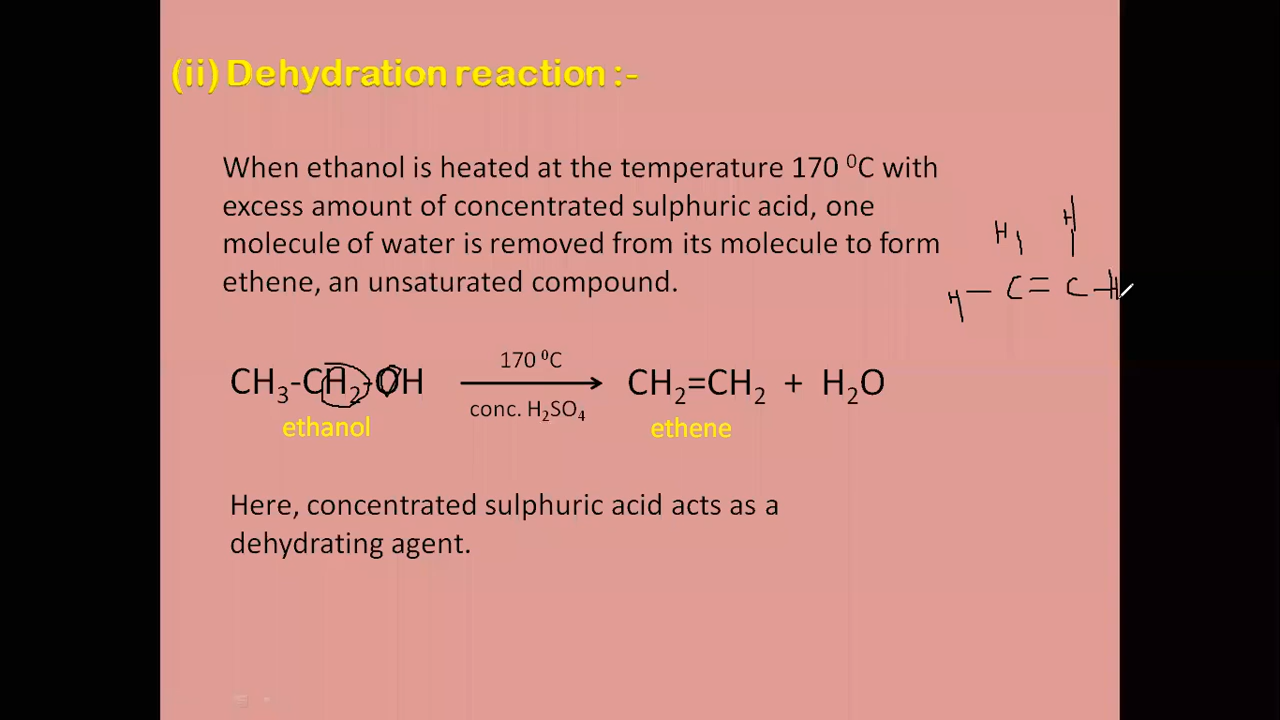 (ii) Dehydration reaction :-
When ethanol is heated at the temperature 170 ⁰C with
excess amount of concentrated sulphuric acid, one
molecule of water is removed from its molecule to form
ethene, an unsaturated compound.
H H
H — C = C — H
170 ⁰C
CH₃-CH₂-OH CH₂=CH₂ + H₂O
conc. H₂SO₄
ethanol ethene
Here, concentrated sulphuric acid acts as a
dehydrating agent.